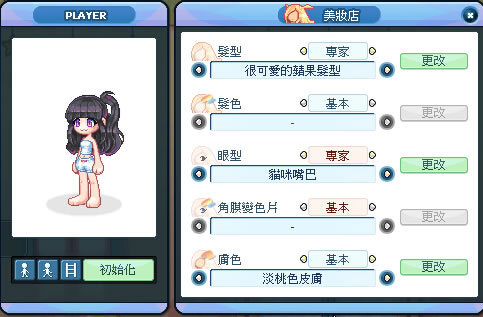 PLAYER
初始化
美妝店
髮型
專家
很可愛的蘋果髮型
更改
髮色
基本
-
更改
眼型
專家
貓咪嘴巴
更改
角膜變色片
基本
-
更改
膚色
基本
淡桃色皮膚
更改